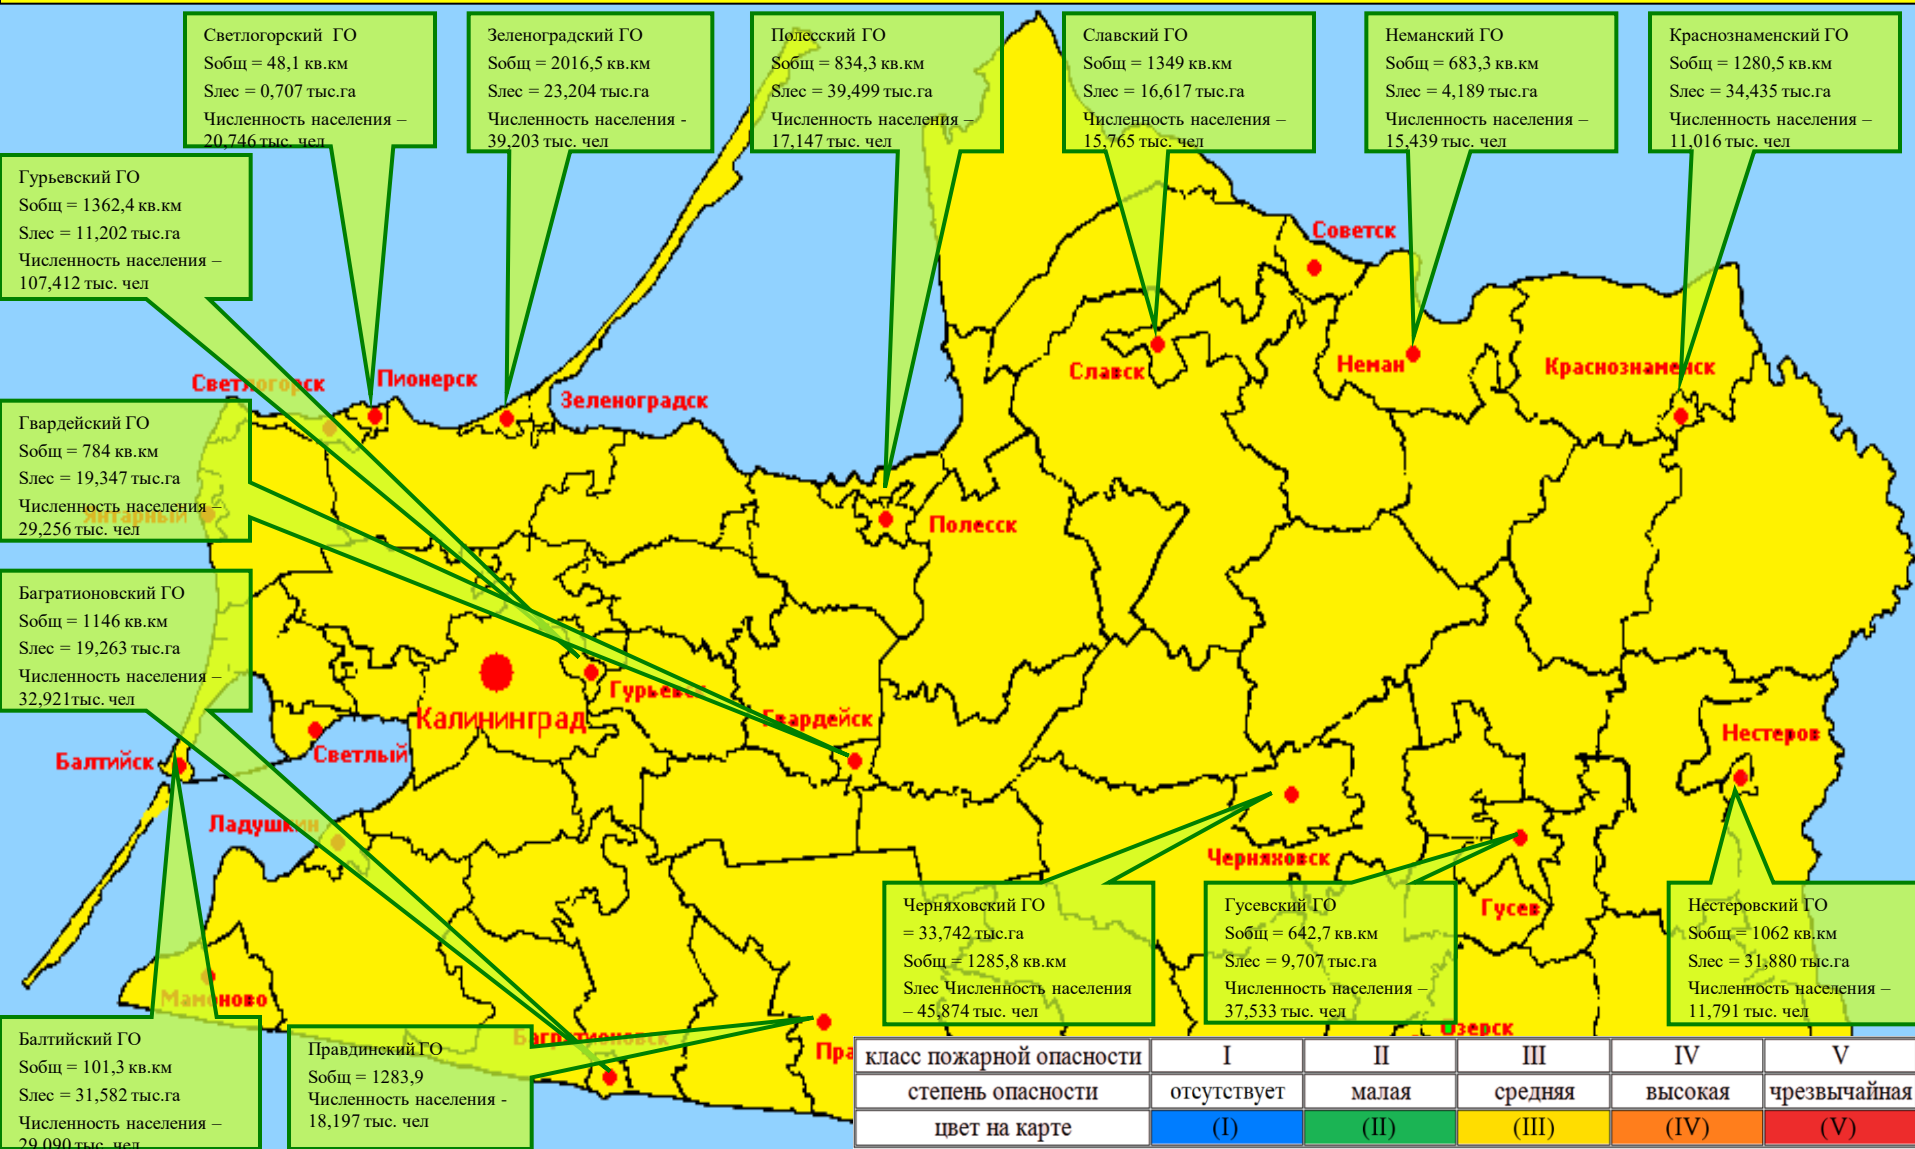 Светлогорский ГО
Sобщ = 48,1 кв.км
Sлес = 0,707 тыс.га
Численность населения –
20,746 тыс. чел
Зеленоградский ГО
Sобщ = 2016,5 кв.км
Sлес = 23,204 тыс.га
Численность населения -
39,203 тыс. чел
Полесский ГО
Sобщ = 834,3 кв.км
Sлес = 39,499 тыс.га
Численность населения –
17,147 тыс. чел
Славский ГО
Sобщ = 1349 кв.км
Sлес = 16,617 тыс.га
Численность населения –
15,765 тыс. чел
Неманский ГО
Sобщ = 683,3 кв.км
Sлес = 4,189 тыс.га
Численность населения –
15,439 тыс. чел
Краснознаменский ГО
Sобщ = 1280,5 кв.км
Sлес = 34,435 тыс.га
Численность населения –
11,016 тыс. чел
Гурьевский ГО
Sобщ = 1362,4 кв.км
Sлес = 11,202 тыс.га
Численность населения –
107,412 тыс. чел
Советск
Славск
Неман
Краснознаменск
Светлогорск
Пионерск
Зеленоградск
Гвардейский ГО
Sобщ = 784 кв.км
Sлес = 19,347 тыс.га
Численность населения –
29,256 тыс. чел
Янтарный
Полесск
Багратионовский ГО
Sобщ = 1146 кв.км
Sлес = 19,263 тыс.га
Численность населения –
32,921тыс. чел
Гурьевск
Калининград
Гвардейск
Нестеров
Балтийск
Светлый
Ладушкин
Черняховск
Гусев
Мамоново
Черняховский ГО
= 33,742 тыс.га
Sобщ = 1285,8 кв.км
Sлес Численность населения
– 45,874 тыс. чел
Гусевский ГО
Sобщ = 642,7 кв.км
Sлес = 9,707 тыс.га
Численность населения –
37,533 тыс. чел
Нестеровский ГО
Sобщ = 1062 кв.км
Sлес = 31,880 тыс.га
Численность населения –
11,791 тыс. чел
Озерск
Багратионовск
Пра
Балтийский ГО
Sобщ = 101,3 кв.км
Sлес = 31,582 тыс.га
Численность населения –
29,090 тыс. чел
Правдинский ГО
Sобщ = 1283,9
Численность населения -
18,197 тыс. чел
класс пожарной опасности I II III IV V
степень опасности отсутствует малая средняя высокая чрезвычайная
цвет на карте (I) (II) (III) (IV) (V)